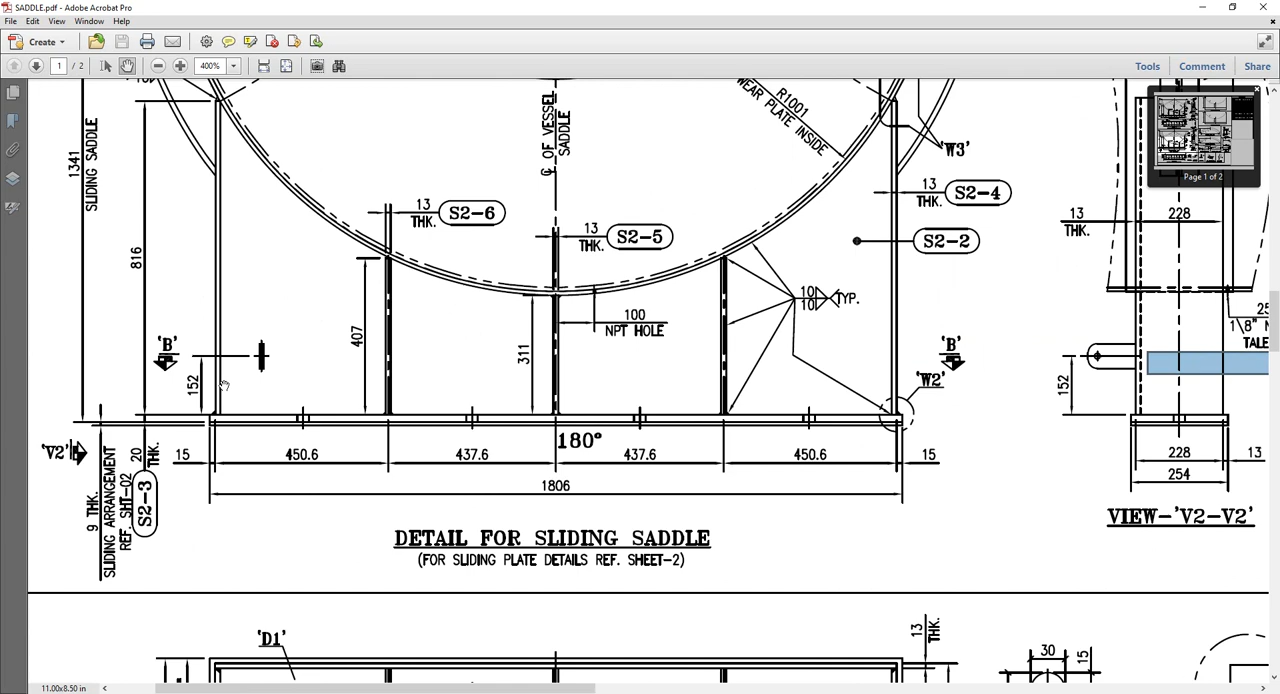 SADDLE.pdf - Adobe Acrobat Pro
File Edit View Window Help
Create
1 / 2 400% Tools Comment Share
1341
SLIDING SADDLE
816
℄ OF VESSEL
SADDLE
R1001
WEAR PLATE INSIDE
'W3'
13
THK.
S2-6
13
THK.
S2-5
13
THK.
S2-4
S2-2
10
10
TYP.
100
NPT HOLE
407
311
'B'
152
'B'
'W2'
180°
'V2'
20
THK.
15
450.6
437.6
437.6
450.6
15
1806
S2-3
9 THK.
SLIDING ARRANGEMENT
REF. SHT-02
DETAIL FOR SLIDING SADDLE
(FOR SLIDING PLATE DETAILS REF. SHEET-2)
Page 1 of 2
13
THK.
228
1\8"
152
228
13
254
VIEW-'V2-V2'
'D1'
13
THK.
30
15
11.00x8.50 in